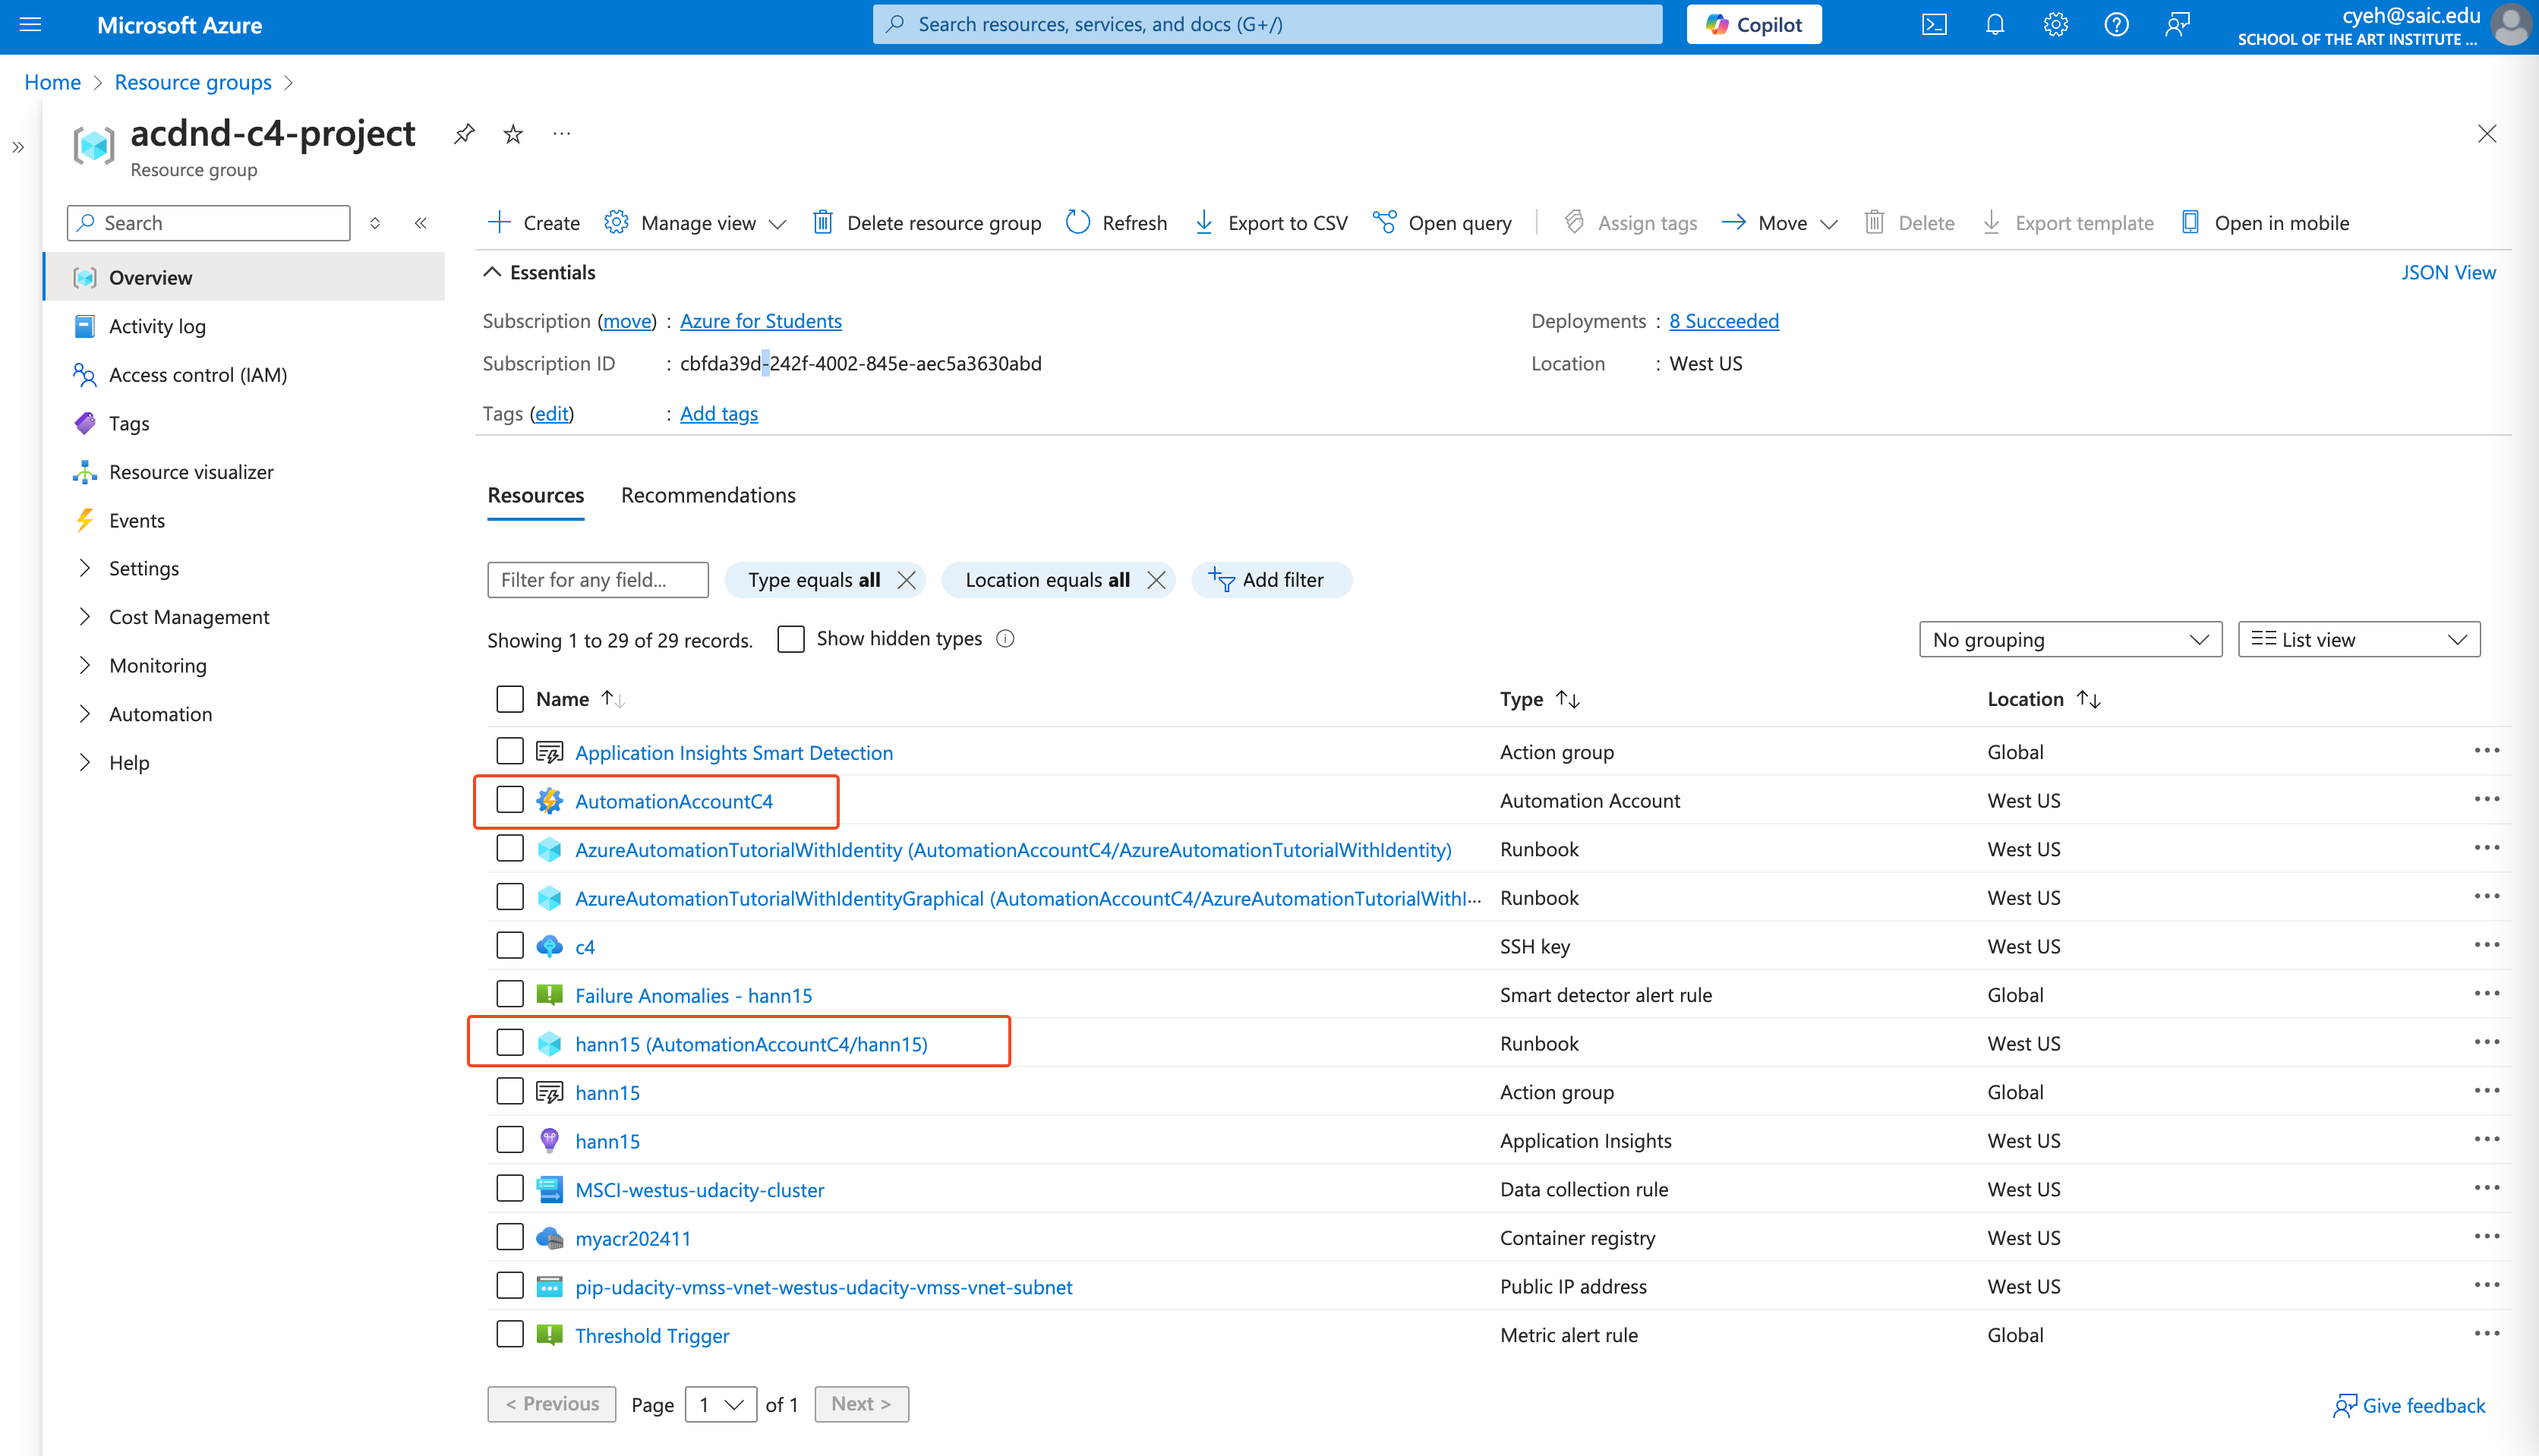 Microsoft Azure
Search resources, services, and docs (G+/)
Copilot
cyeh@saic.edu
SCHOOL OF THE ART INSTITUTE ...
Home > Resource groups >
acdnd-c4-project
Resource group
Search
Create
Manage view
Delete resource group
Refresh
Export to CSV
Open query
Assign tags
Move
Delete
Export template
Open in mobile
Overview
Activity log
Access control (IAM)
Tags
Resource visualizer
Events
Settings
Cost Management
Monitoring
Automation
Help
Essentials
JSON View
Subscription (move) : Azure for Students
Deployments : 8 Succeeded
Subscription ID : cbfda39d-242f-4002-845e-aec5a3630abd
Location : West US
Tags (edit) : Add tags
Resources
Recommendations
Filter for any field...
Type equals all
Location equals all
Add filter
Showing 1 to 29 of 29 records.
Show hidden types
No grouping
List view
Name Type Location
Application Insights Smart Detection Action group Global
AutomationAccountC4 Automation Account West US
AzureAutomationTutorialWithIdentity (AutomationAccountC4/AzureAutomationTutorialWithIdentity) Runbook West US
AzureAutomationTutorialWithIdentityGraphical (AutomationAccountC4/AzureAutomationTutorialWithI... Runbook West US
c4 SSH key West US
Failure Anomalies - hann15 Smart detector alert rule Global
hann15 (AutomationAccountC4/hann15) Runbook West US
hann15 Action group Global
hann15 Application Insights West US
MSCI-westus-udacity-cluster Data collection rule West US
myacr202411 Container registry West US
pip-udacity-vmss-vnet-westus-udacity-vmss-vnet-subnet Public IP address West US
Threshold Trigger Metric alert rule Global
< Previous Page 1 of 1 Next >
Give feedback